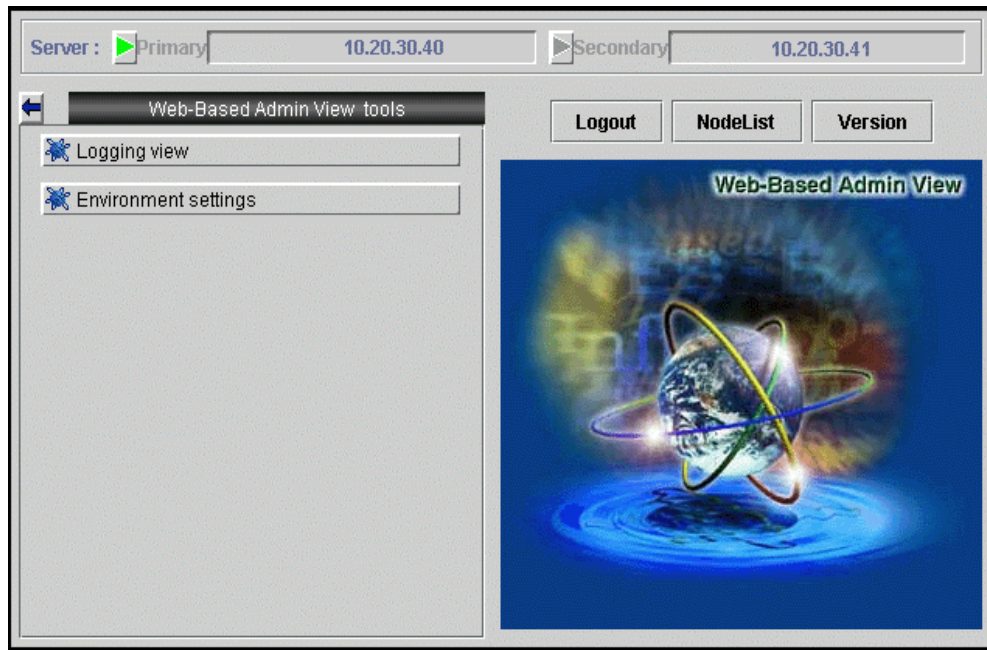 Server : Primary 10.20.30.40 Secondary 10.20.30.41
Web-Based Admin View tools
Logout NodeList Version
Logging view
Environment settings
Web-Based Admin View